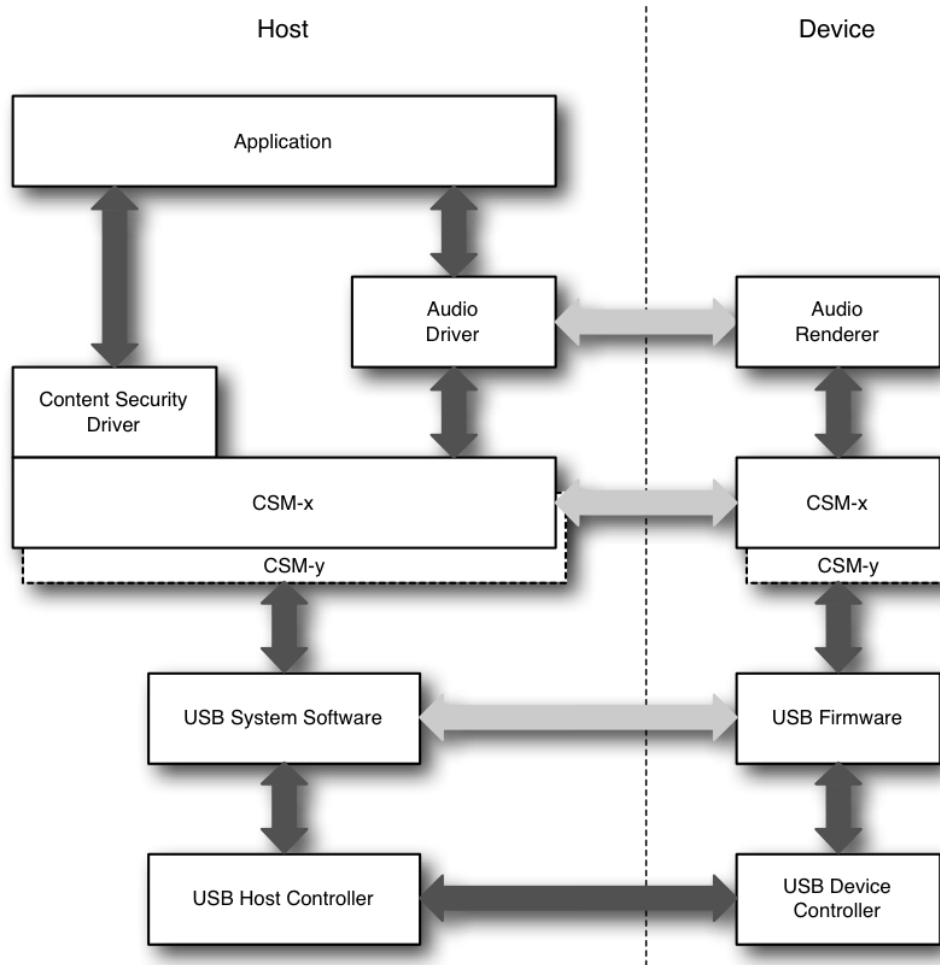 Host
Device
Application
Audio
Driver
Audio
Renderer
Content Security
Driver
CSM-x
CSM-x
CSM-y
CSM-y
USB System Software
USB Firmware
USB Host Controller
USB Device
Controller